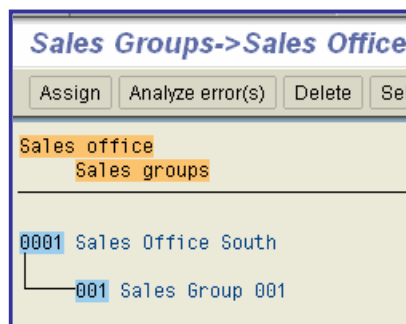 Sales Groups->Sales Office
Assign Analyze error(s) Delete Se
Sales office
Sales groups
0001 Sales Office South
001 Sales Group 001